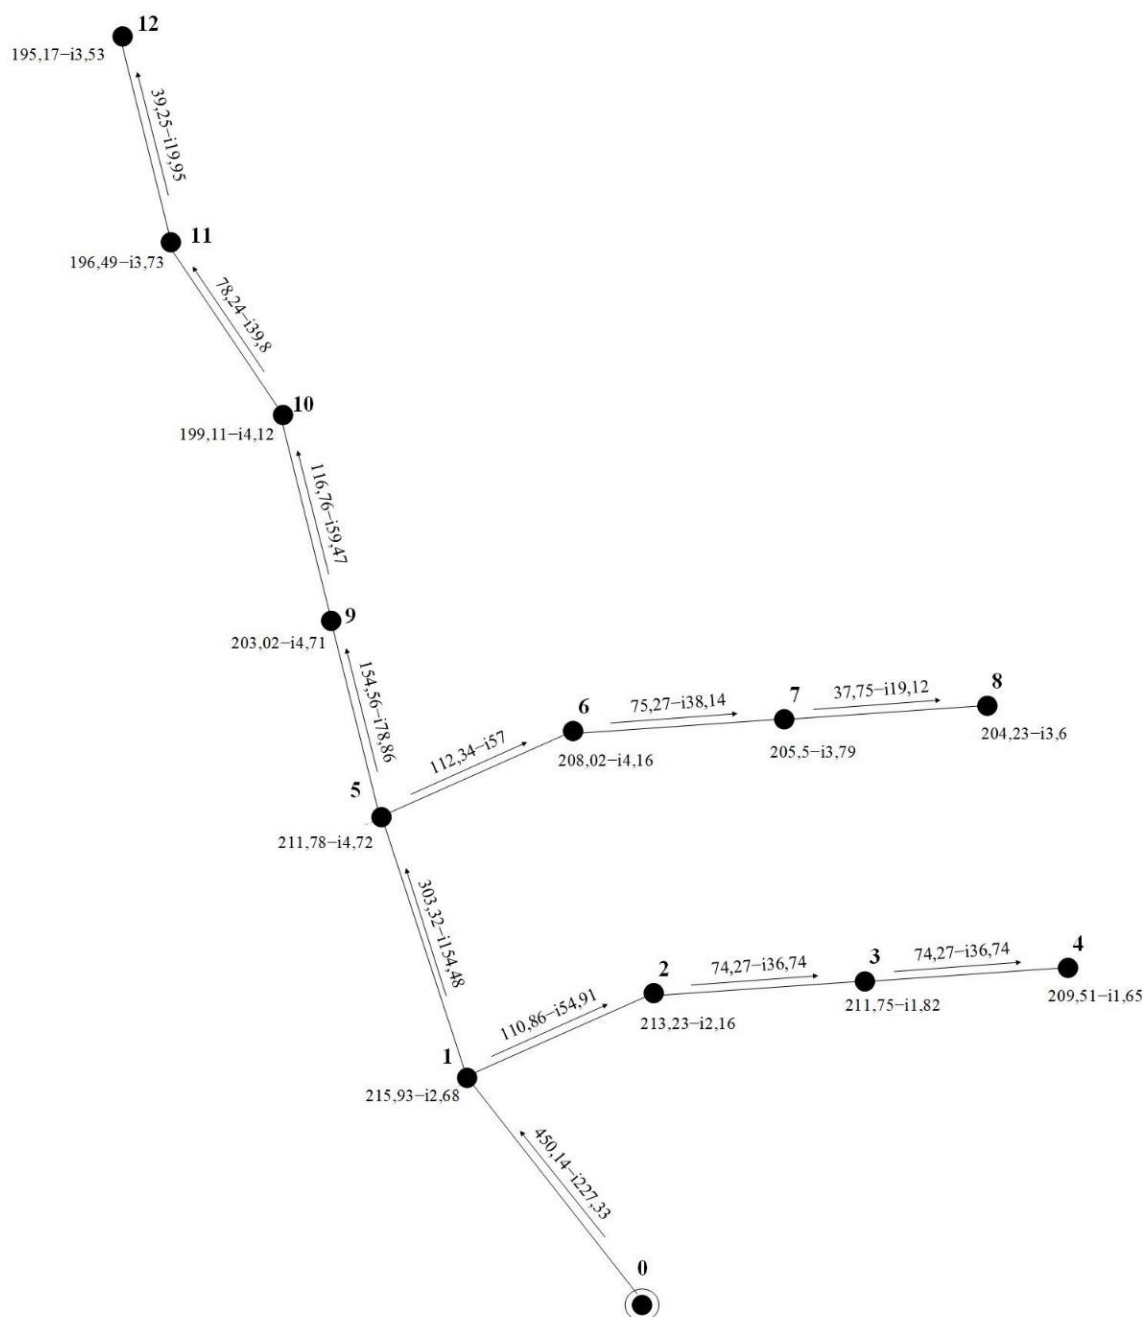 12
195,17−i3,53
39,25−i19,95
11
196,49−i3,73
78,24−i39,8
10
199,11−i4,12
116,76−i59,47
9
203,02−i4,71
154,56−i78,86
6
75,27−i38,14
7
37,75−i19,12
8
208,02−i4,16
205,5−i3,79
204,23−i3,6
112,34−i57
5
211,78−i4,72
303,32−i154,48
2
74,27−i36,74
3
74,27−i36,74
4
213,23−i2,16
211,75−i1,82
209,51−i1,65
110,86−i54,91
1
215,93−i2,68
450,14−i227,33
0